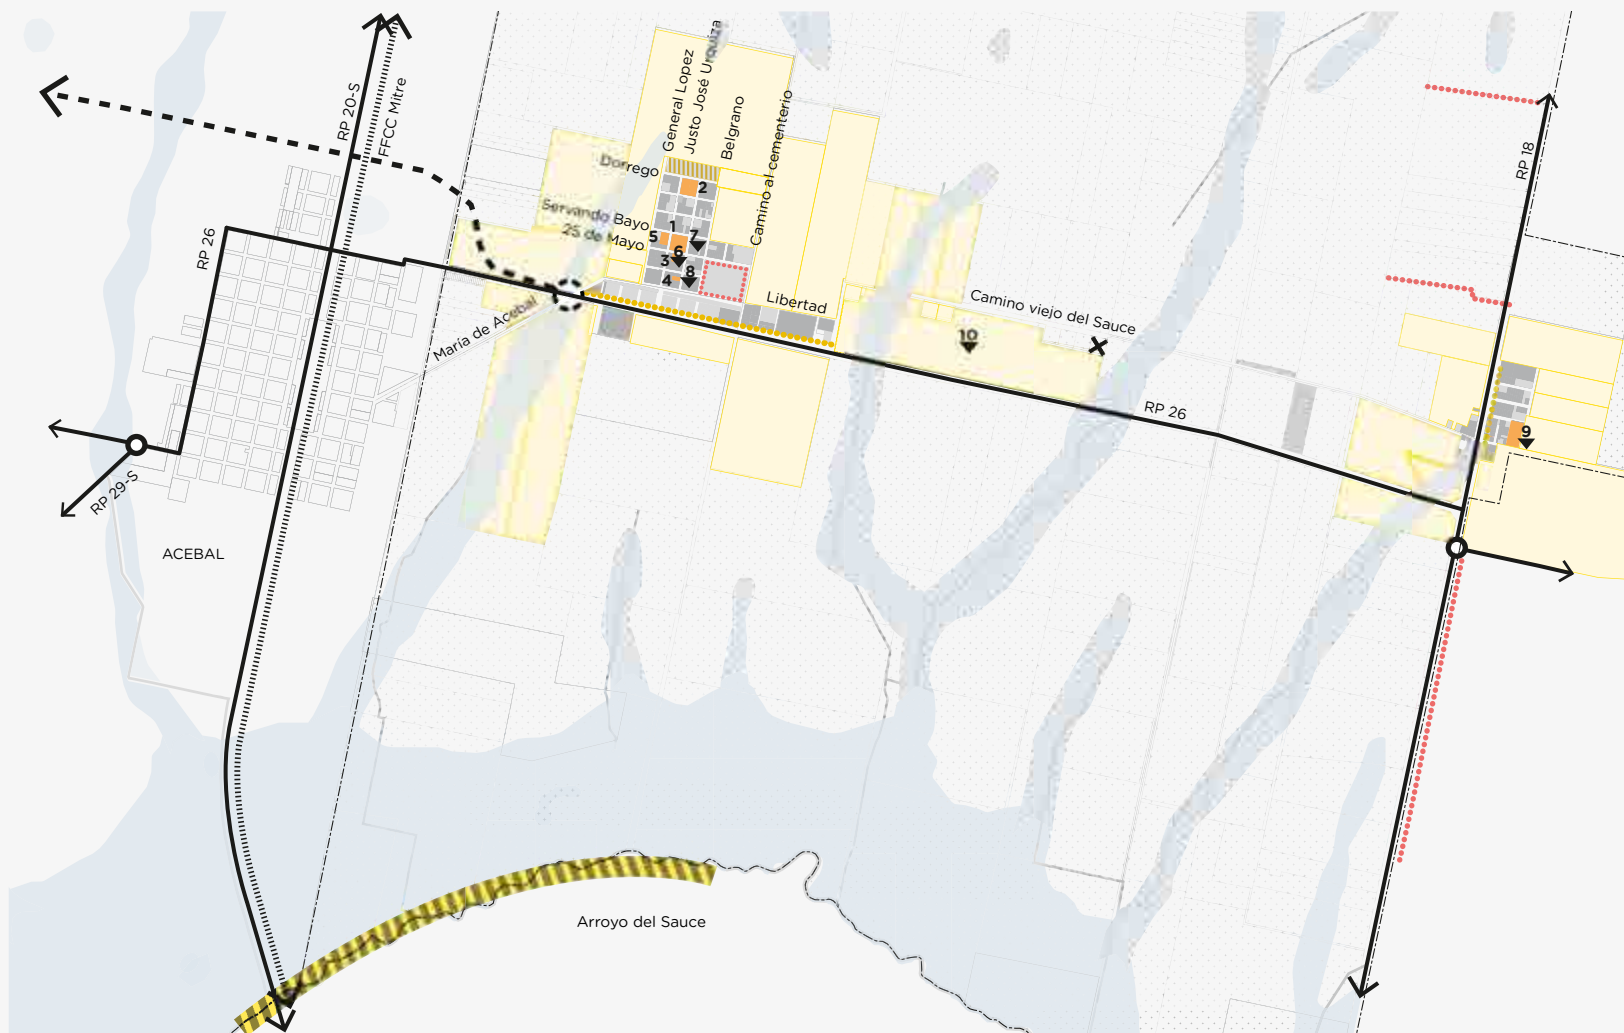 RP 20-S
FFCC Mitre
General Lopez
Justo José Urquiza
Belgrano
Camino al cementerio
RP 18
Dorrego
2
Servando Bayo
25 de Mayo
1
5
7
6
3
8
4
RP 26
María de Acebal
Libertad
Camino viejo del Sauce
10
RP 26
9
RP 29-S
ACEBAL
Arroyo del Sauce